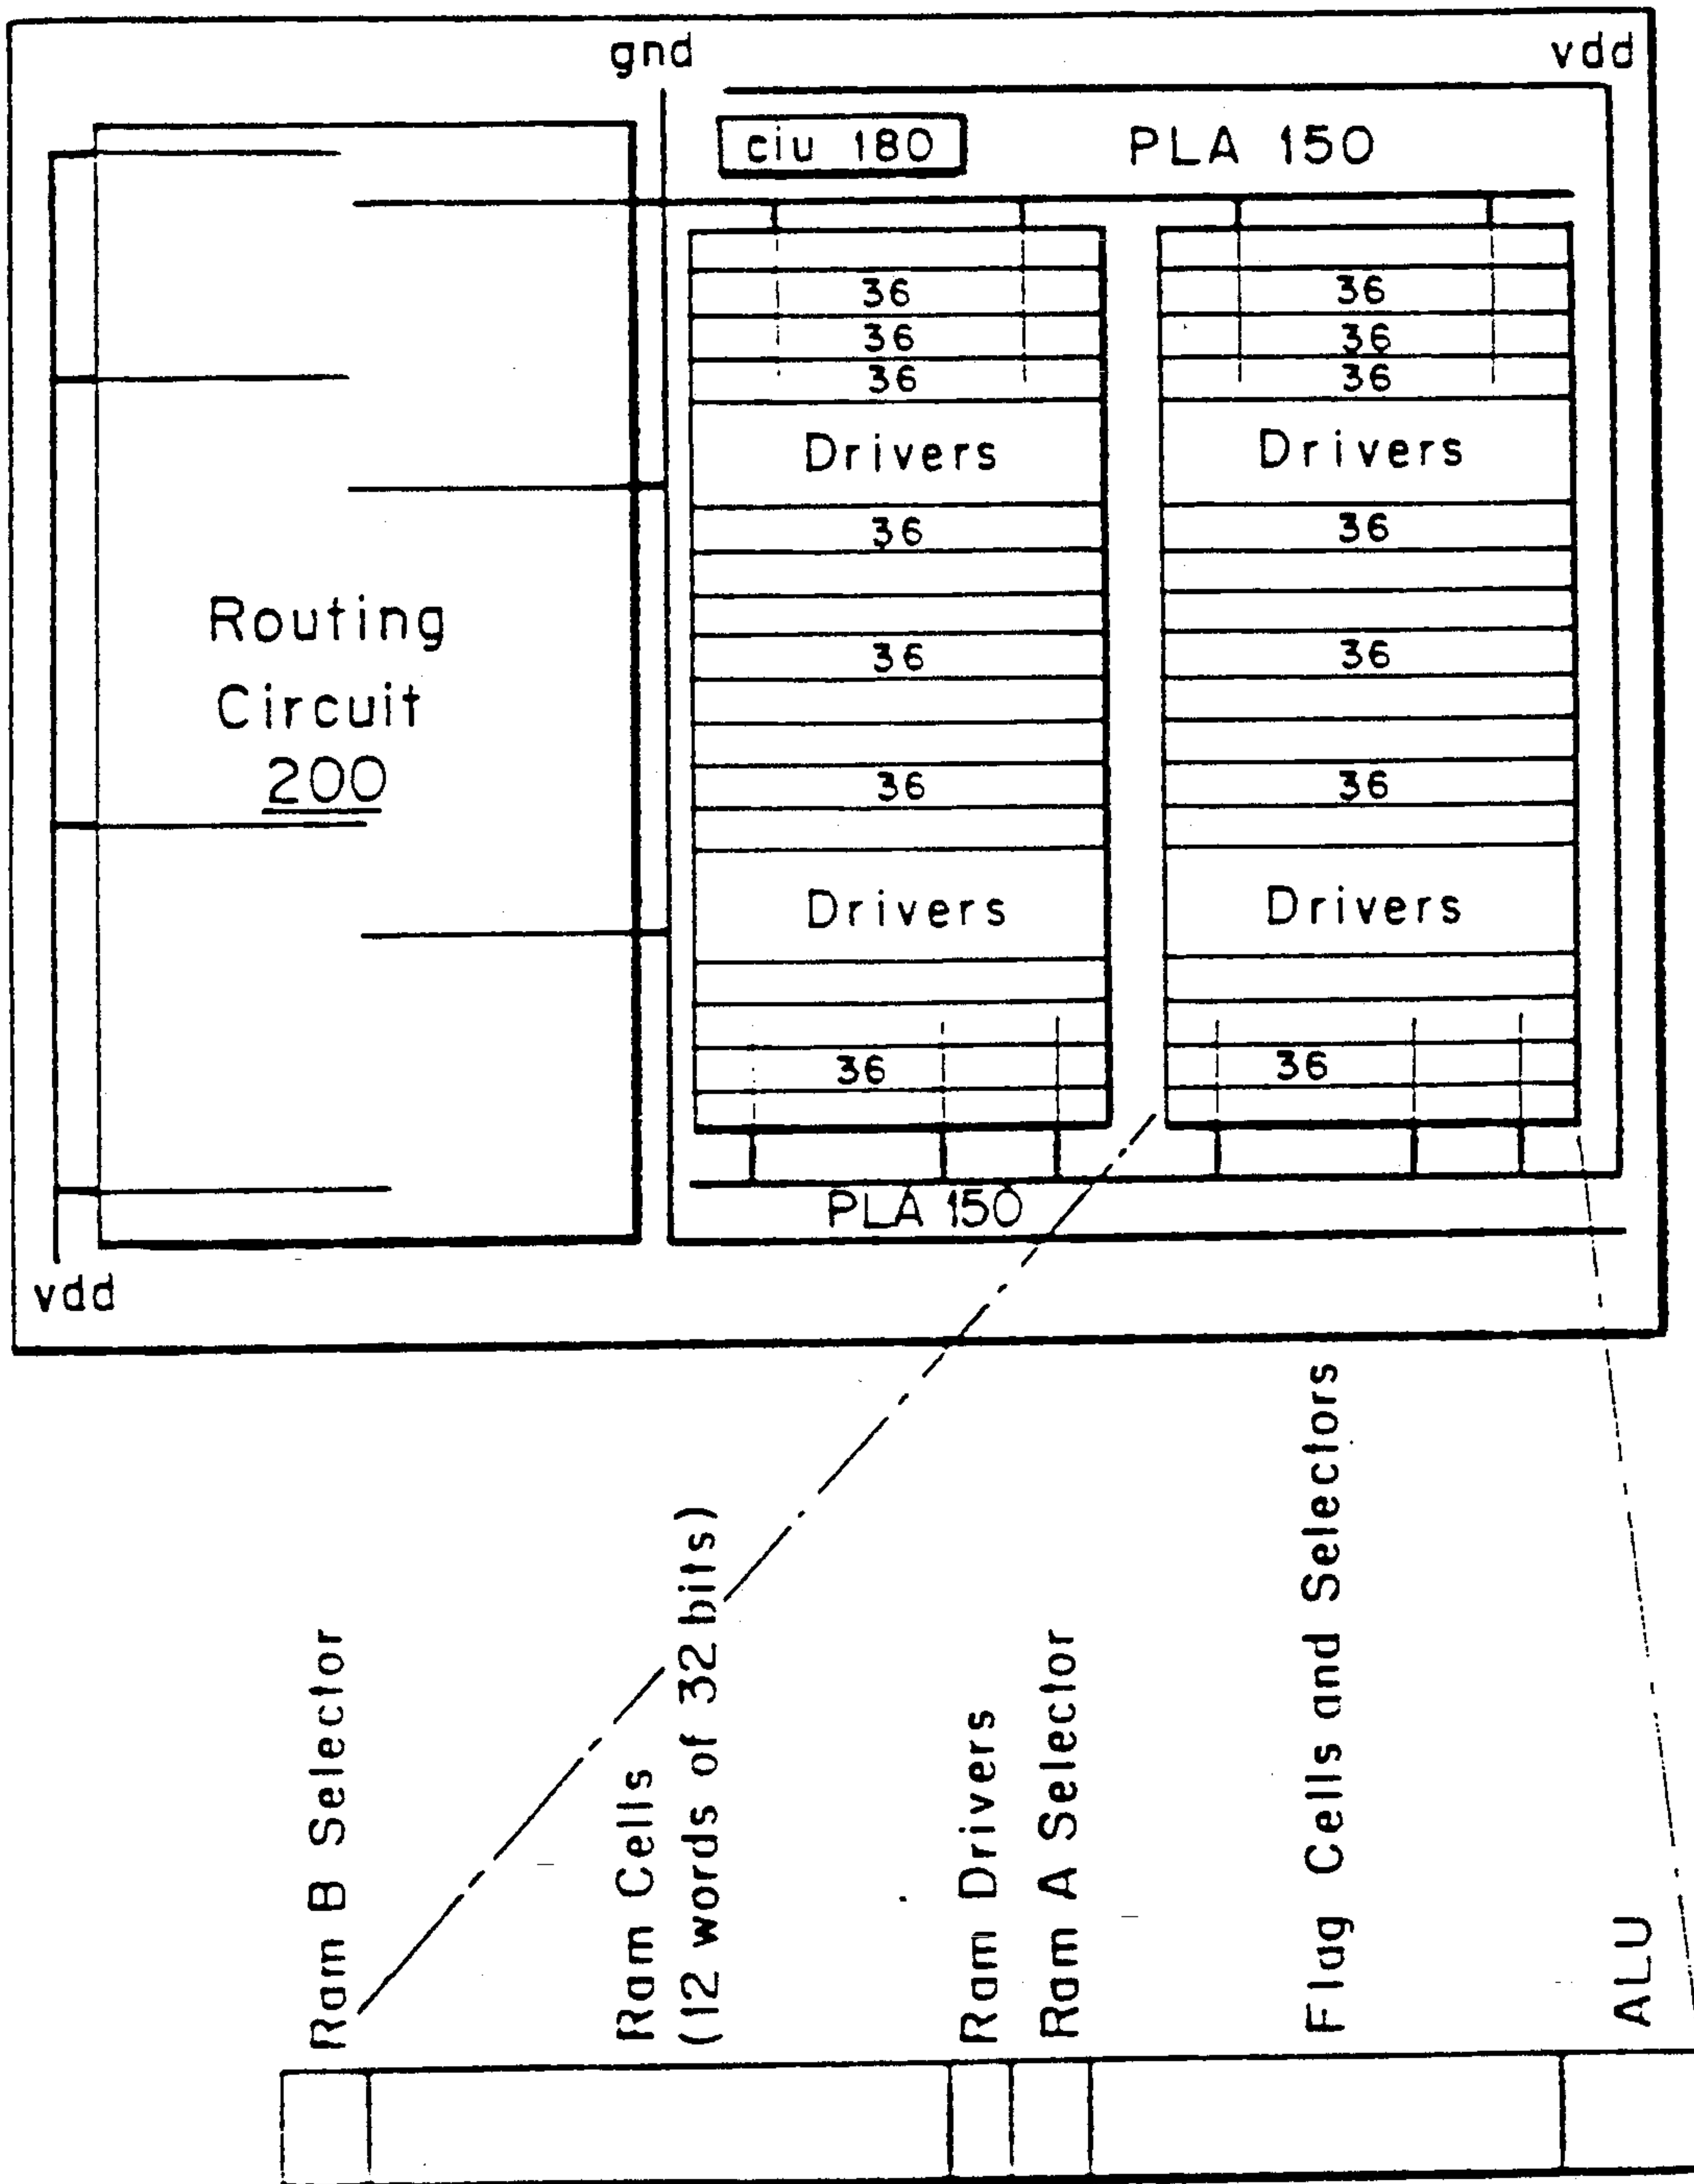 gnd
vdd
ciu 180
PLA 150
36
36
36
36
36
36
Drivers
Drivers
36
36
Routing
Circuit
200
36
36
36
36
Drivers
Drivers
36
36
PLA 150
vdd
Ram B Selector
Ram Cells
(12 words of 32 bits)
Ram Drivers
Ram A Selector
Flag Cells and Selectors
ALU